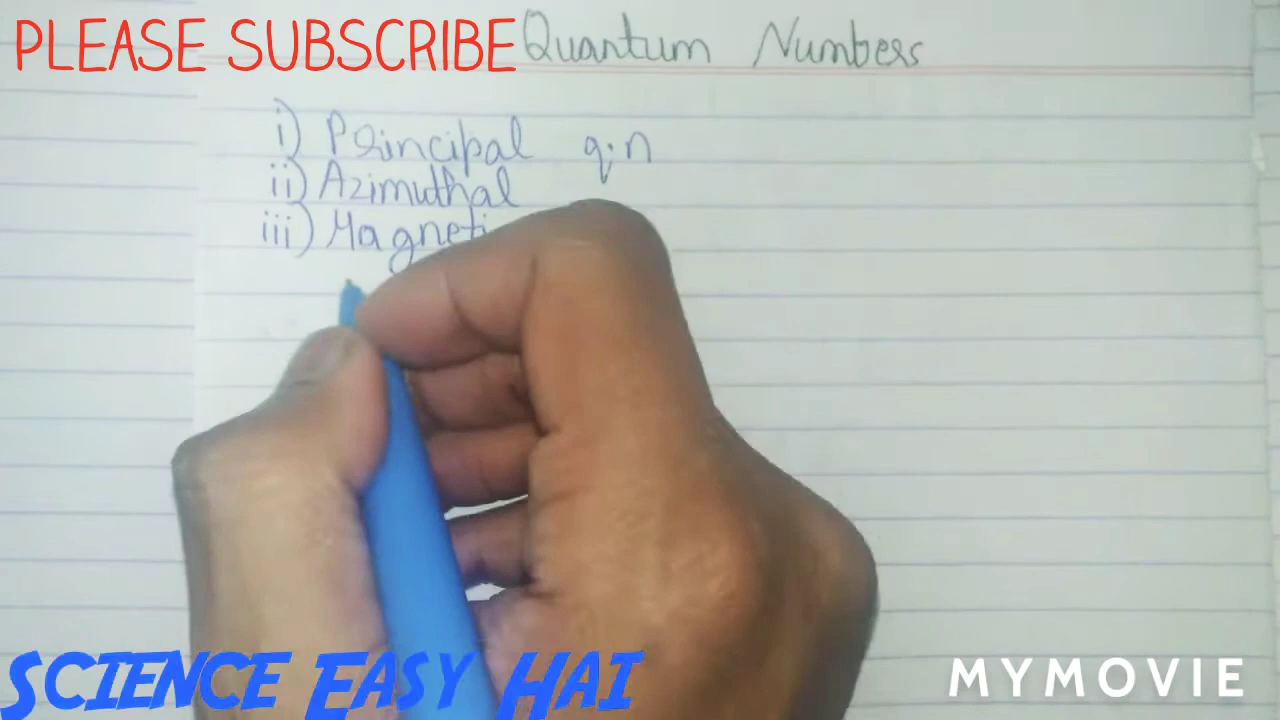 PLEASE SUBSCRIBE
Quantum Numbers
i) Principal q.n
ii) Azimuthal
iii) Magneti
SCIENCE EASY HAI
MYMOVIE